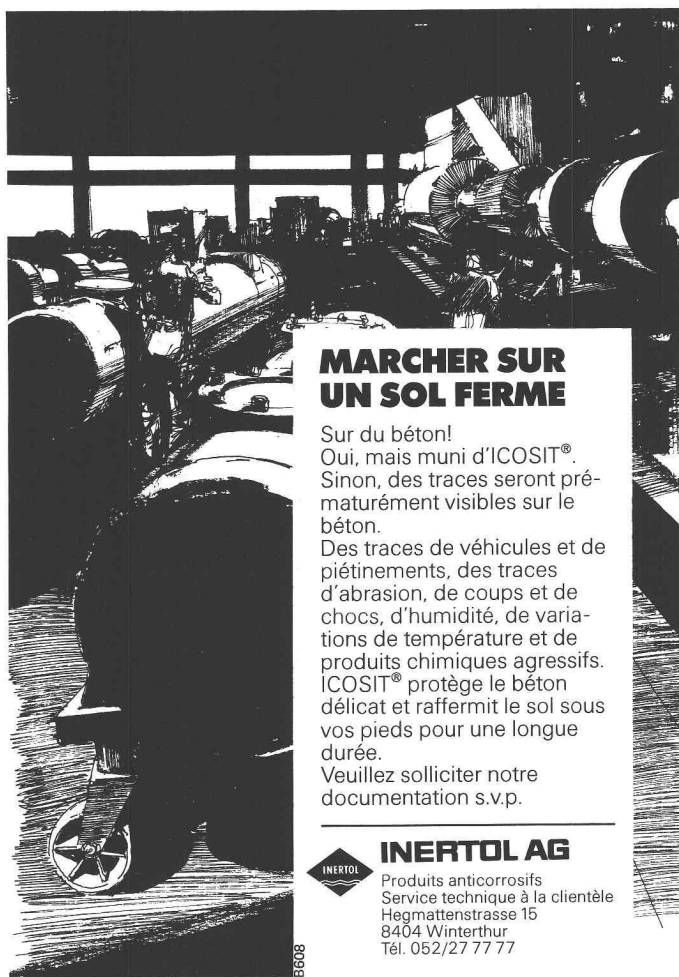 MARCHER SUR
UN SOL FERME
Sur du béton!
Oui, mais muni d'ICOSIT®.
Sinon, des traces seront pré-
maturément visibles sur le
béton.
Des traces de véhicules et de
piétinements, des traces
d'abrasion, de coups et de
chocs, d'humidité, de varia-
tions de température et de
produits chimiques agressifs.
ICOSIT® protège le béton
délicat et raffermit le sol sous
vos pieds pour une longue
durée.
Veuillez solliciter notre
documentation s.v.p.
INERTOL
INERTOL AG
Produits anticorrosifs
Service technique à la clientèle
Hegmattenstrasse 15
8404 Winterthur
Tél. 052/27 77 77
B608